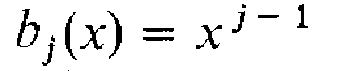 b_j(x) = x^{j-1}